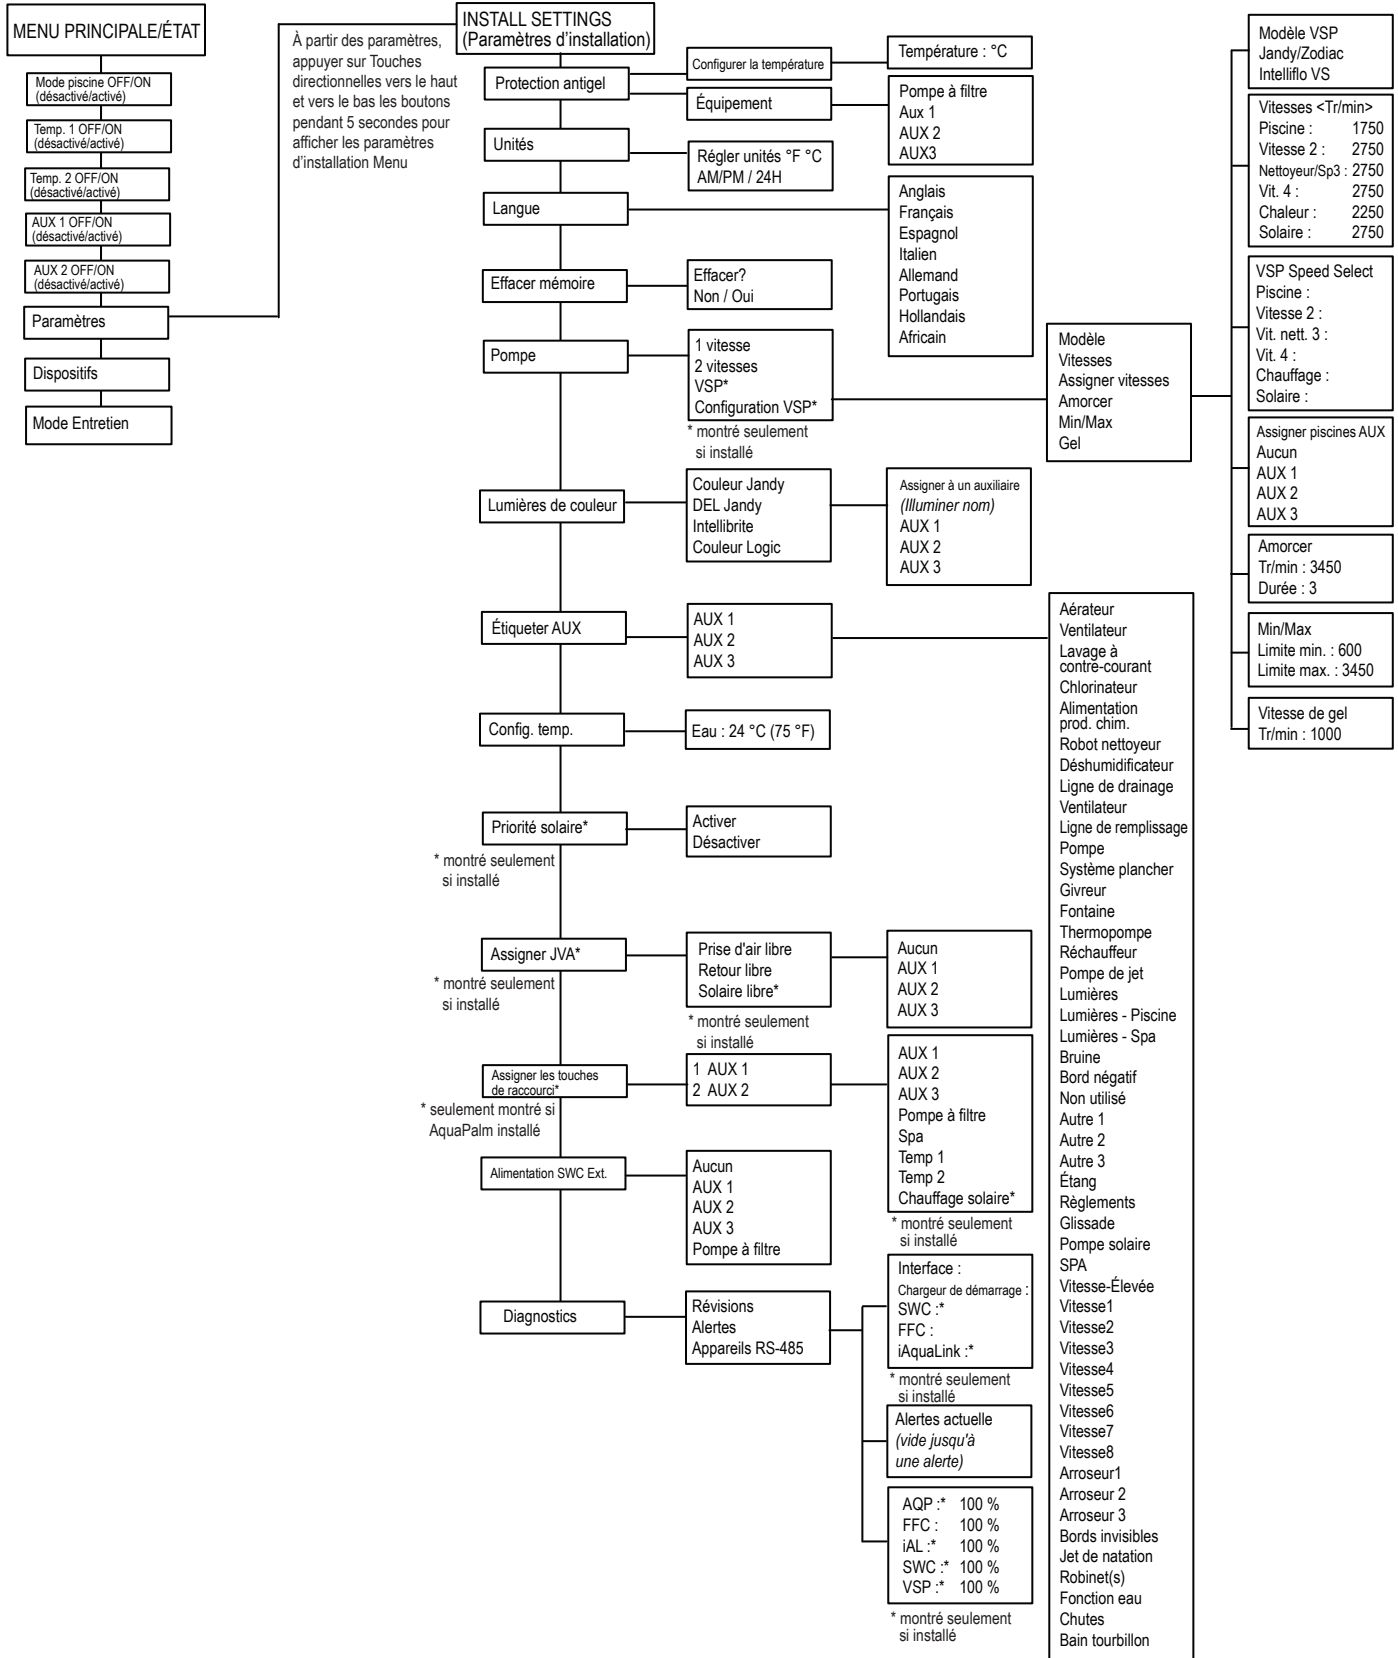 MENU PRINCIPALE/ÉTAT
Mode piscine OFF/ON
(désactivé/activé)
Temp. 1 OFF/ON
(désactivé/activé)
Temp. 2 OFF/ON
(désactivé/activé)
AUX 1 OFF/ON
(désactivé/activé)
AUX 2 OFF/ON
(désactivé/activé)
Paramètres
Dispositifs
Mode Entretien
À partir des paramètres,
appuyer sur Touches
directionnelles vers le haut
et vers le bas les boutons
pendant 5 secondes pour
afficher les paramètres
d'installation Menu
INSTALL SETTINGS
(Paramètres d'installation)
Protection antigel
Configurer la température
Température : °C
Équipement
Pompe à filtre
Aux 1
AUX 2
AUX3
Unités
Régler unités °F °C
AM/PM / 24H
Langue
Anglais
Français
Espagnol
Italien
Allemand
Portugais
Hollandais
Africain
Effacer mémoire
Effacer?
Non / Oui
Pompe
1 vitesse
2 vitesses
VSP*
Configuration VSP*
* montré seulement
si installé
Modèle
Vitesses
Assigner vitesses
Amorcer
Min/Max
Gel
Modèle VSP
Jandy/Zodiac
Intelliflo VS
Vitesses <Tr/min>
Piscine : 1750
Vitesse 2 : 2750
Nettoyeur/Sp3 : 2750
Vit. 4 : 2750
Chaleur : 2250
Solaire : 2750
VSP Speed Select
Piscine :
Vitesse 2 :
Vit. nett. 3 :
Vit. 4 :
Chauffage :
Solaire :
Assigner piscines AUX
Aucun
AUX 1
AUX 2
AUX 3
Amorcer
Tr/min : 3450
Durée : 3
Min/Max
Limite min. : 600
Limite max. : 3450
Vitesse de gel
Tr/min : 1000
Lumières de couleur
Couleur Jandy
DEL Jandy
Intellibrite
Couleur Logic
Assigner à un auxiliaire
(Illuminer nom)
AUX 1
AUX 2
AUX 3
Étiqueter AUX
AUX 1
AUX 2
AUX 3
Aérateur
Ventilateur
Lavage à
contre-courant
Chlorinateur
Alimentation
prod. chim.
Robot nettoyeur
Déshumidificateur
Ligne de drainage
Ventilateur
Ligne de remplissage
Pompe
Système plancher
Givreur
Fontaine
Thermopompe
Réchauffeur
Pompe de jet
Lumières
Lumières - Piscine
Lumières - Spa
Bruine
Bord négatif
Non utilisé
Autre 1
Autre 2
Autre 3
Étang
Règlements
Glissade
Pompe solaire
SPA
Vitesse-Élevée
Vitesse1
Vitesse2
Vitesse3
Vitesse4
Vitesse5
Vitesse6
Vitesse7
Vitesse8
Arroseur1
Arroseur 2
Arroseur 3
Bords invisibles
Jet de natation
Robinet(s)
Fonction eau
Chutes
Bain tourbillon
Config. temp.
Eau : 24 °C (75 °F)
Priorité solaire*
* montré seulement
si installé
Activer
Désactiver
Assigner JVA*
* montré seulement
si installé
Prise d'air libre
Retour libre
Solaire libre*
* montré seulement
si installé
Aucun
AUX 1
AUX 2
AUX 3
Assigner les touches
de raccourci*
* seulement montré si
AquaPalm installé
1 AUX 1
2 AUX 2
AUX 1
AUX 2
AUX 3
Pompe à filtre
Spa
Temp 1
Temp 2
Chauffage solaire*
* montré seulement
si installé
Alimentation SWC Ext.
Aucun
AUX 1
AUX 2
AUX 3
Pompe à filtre
Diagnostics
Révisions
Alertes
Appareils RS-485
Interface :
Chargeur de démarrage :
SWC :*
FFC :
iAquaLink :*
* montré seulement
si installé
Alertes actuelle
(vide jusqu'à
une alerte)
AQP :* 100 %
FFC : 100 %
iAL :* 100 %
SWC :* 100 %
VSP :* 100 %
* montré seulement
si installé